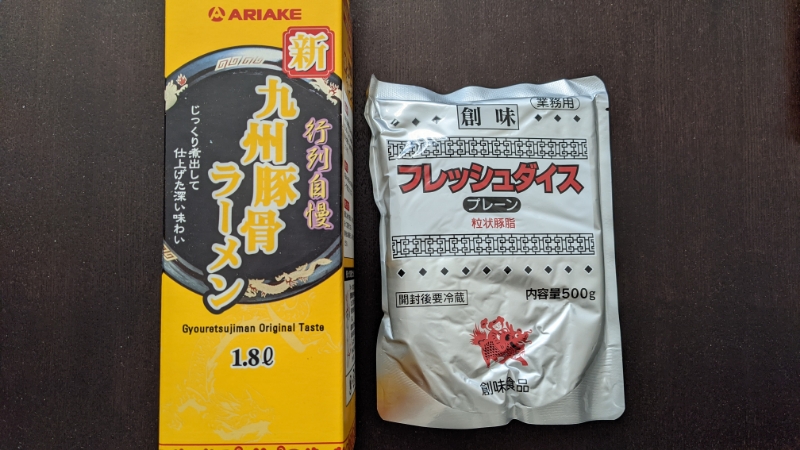 ARIAKE
新
行列自慢
九州豚骨
ラーメン
じっくり煮出して
仕上げた深い味わい
Gyouretsujiman Original Taste
1.8ℓ
業務用
創味
フレッシュダイス
プレーン
粒状豚脂
開封後要冷蔵
内容量500g
創味食品